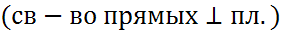 (св − во прямых ⊥ пл.)